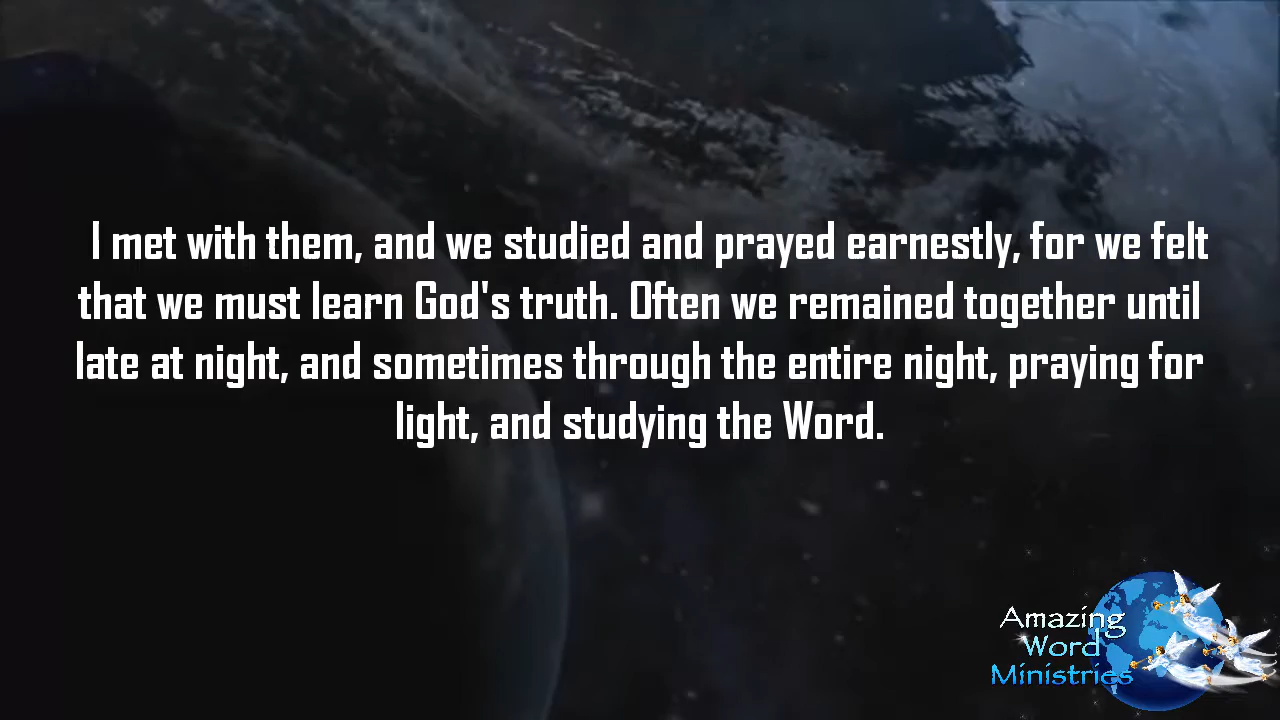 I met with them, and we studied and prayed earnestly, for we felt
that we must learn God's truth. Often we remained together until
late at night, and sometimes through the entire night, praying for
light, and studying the Word.
Amazing
Word
Ministries